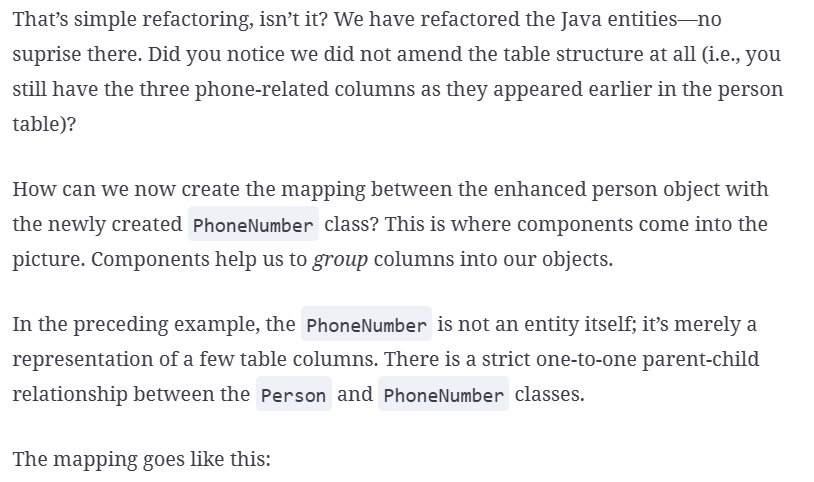 That’s simple refactoring, isn’t it? We have refactored the Java entities—no
suprise there. Did you notice we did not amend the table structure at all (i.e., you
still have the three phone-related columns as they appeared earlier in the person
table)?
How can we now create the mapping between the enhanced person object with
the newly created PhoneNumber class? This is where components come into the
picture. Components help us to group columns into our objects.
In the preceding example, the PhoneNumber is not an entity itself; it’s merely a
representation of a few table columns. There is a strict one-to-one parent-child
relationship between the Person and PhoneNumber classes.
The mapping goes like this: